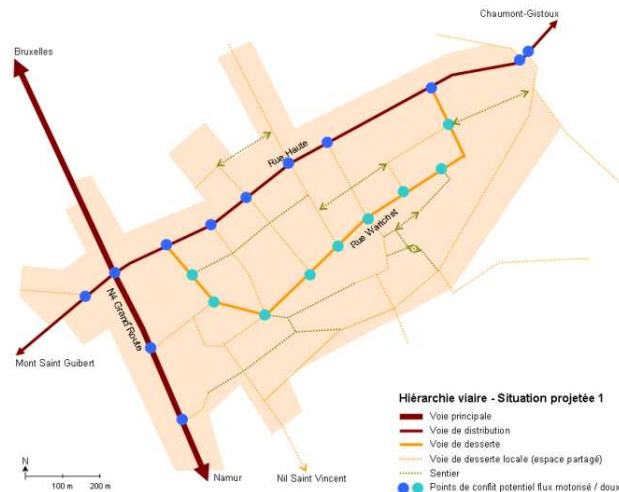 Chaumont-Gistoux
Bruxelles
Rue Haute
Rue Warichet
N4 Grand Route
Mont Saint Guibert
Namur
Nil Saint Vincent
N
100 m 200 m
Hiérarchie viaire - Situation projetée 1
Voie principale
Voie de distribution
Voie de desserte
Voie de desserte locale (espace partagé)
Sentier
Points de conflit potentiel flux motorisé / doux